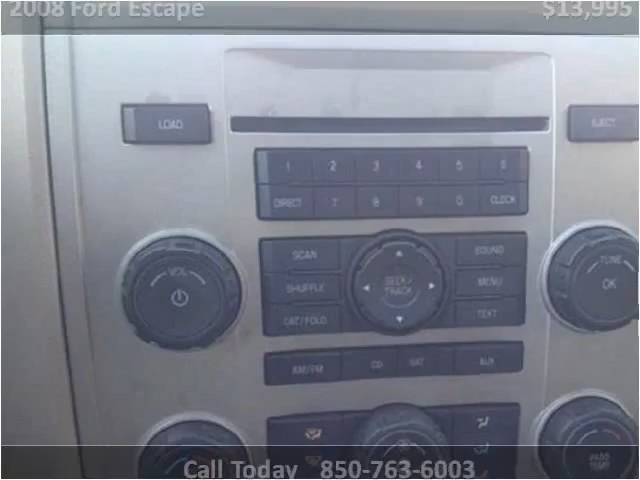 2008 Ford Escape $13,995
LOAD EJECT
1 2 3 4 5 6
DIRECT 7 8 9 0 CLOCK
SCAN SOUND
VOL SEEK/ TUNE
SHUFFLE TRACK MENU OK
CAT/FOLD TEXT
AM/FM CD SAT AUX
PASS
TEMP
Call Today 850-763-6003